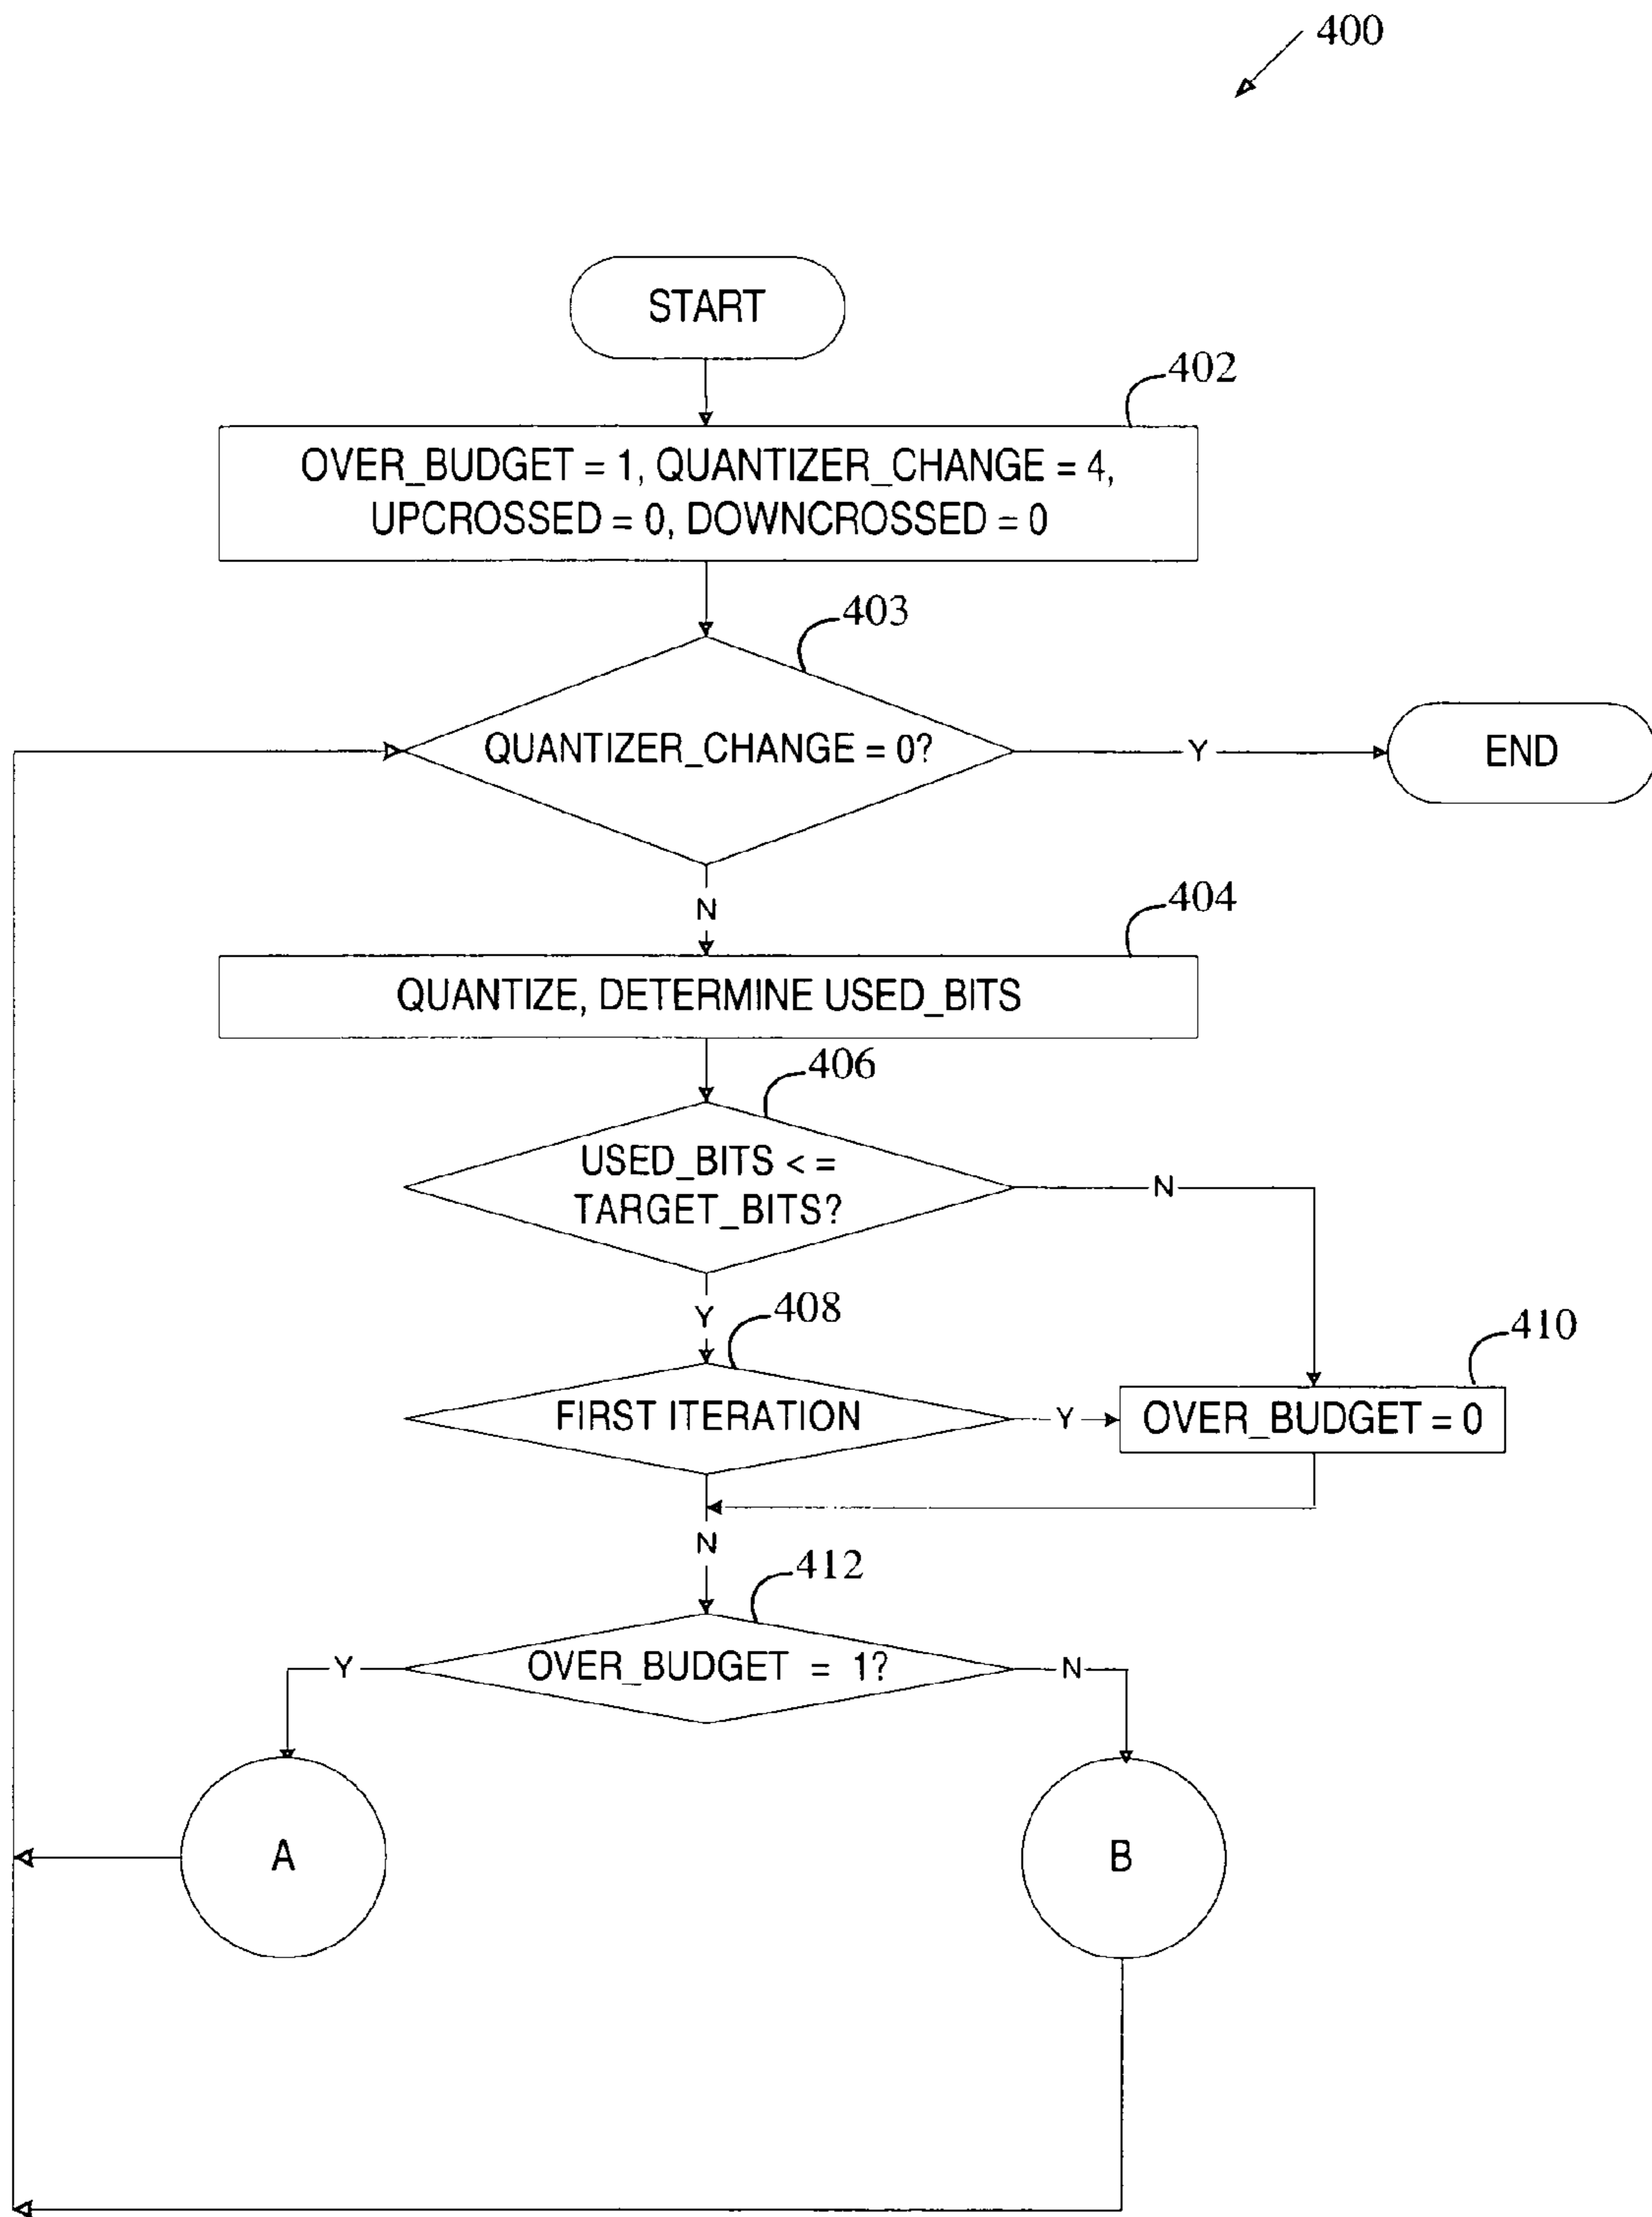 400
START
402
OVER_BUDGET = 1, QUANTIZER_CHANGE = 4,
UPCROSSED = 0, DOWNCROSSED = 0
403
QUANTIZER_CHANGE = 0?
Y
END
N
404
QUANTIZE, DETERMINE USED_BITS
406
USED_BITS < =
TARGET_BITS?
N
Y
408
410
FIRST ITERATION
Y
OVER_BUDGET = 0
N
412
Y
OVER_BUDGET = 1?
N
A
B